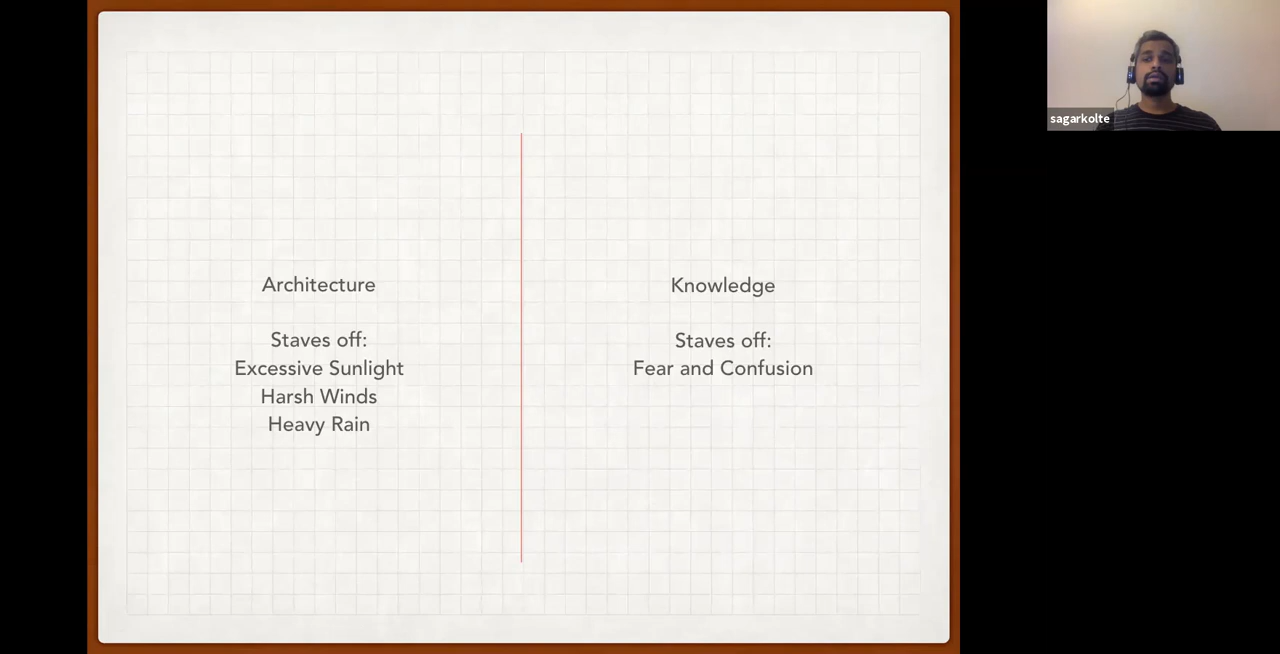 Architecture
Staves off:
Excessive Sunlight
Harsh Winds
Heavy Rain
Knowledge
Staves off:
Fear and Confusion
sagarkolte